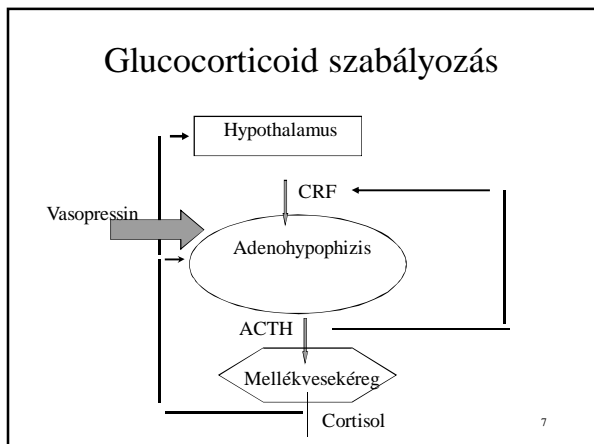 Glucocorticoid szabályozás
Hypothalamus
CRF
Vasopressin
Adenohypophizis
ACTH
Mellékvesekéreg
Cortisol
7